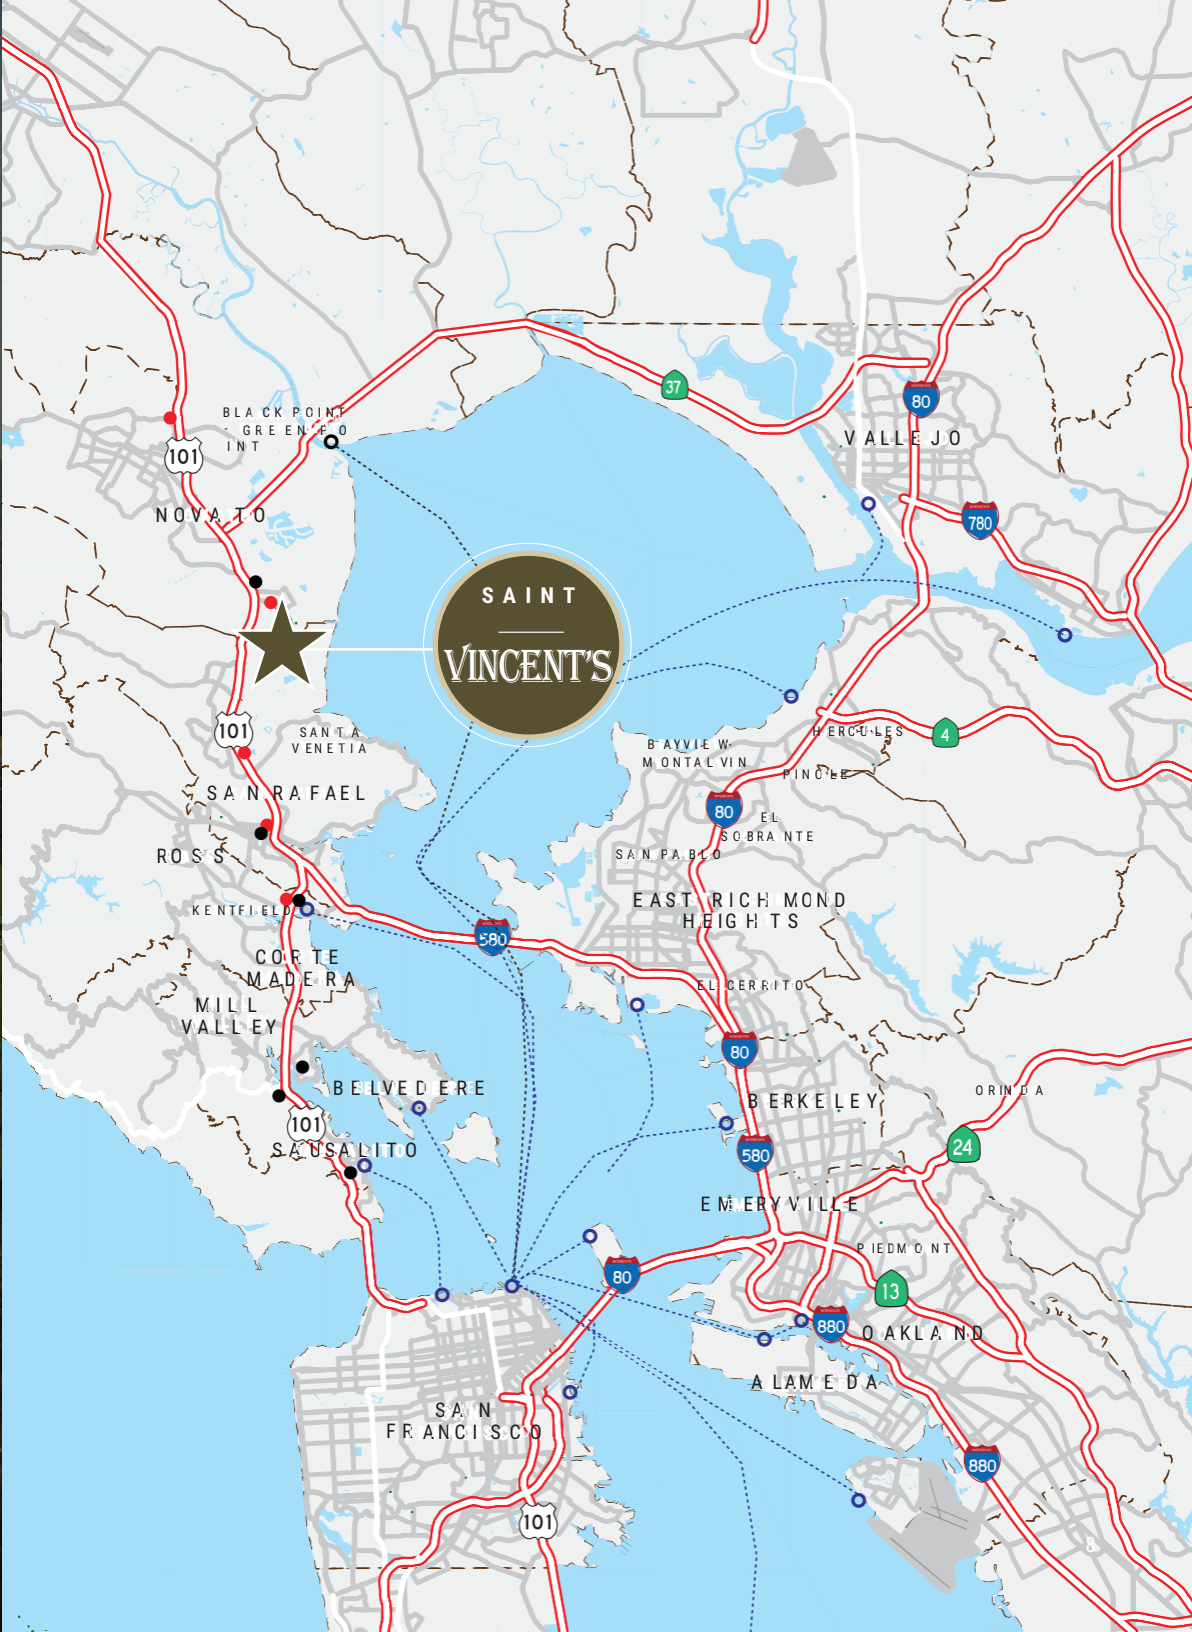 37
80
BLACK POINT
- GREEN PO
INT
VALLEJO
101
NOVATO
780
SAINT
VINCENT'S
101
SANTA
VENETIA
HERCULES
4
BAYVIEW-
MONTALVIN
PINOLE
SAN RAFAEL
80
EL
SOBRANTE
SAN PABLO
ROSS
EAST RICHMOND
HEIGHTS
KENTFIELD
580
CORTE
MADERA
EL CERRITO
MILL
VALLEY
80
BELVEDERE
ORINDA
BERKELEY
101
SAUSALITO
24
580
EMERYVILLE
PIEDMONT
80
13
880
OAKLAND
ALAMEDA
SAN
FRANCISCO
880
101
8